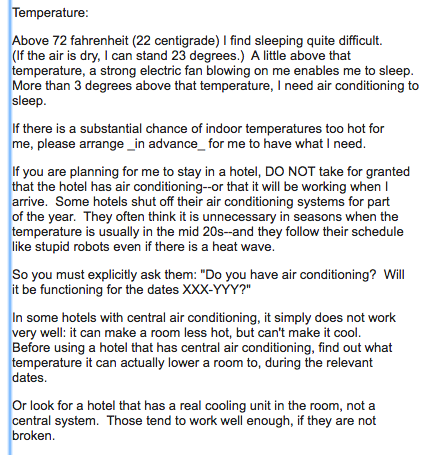 Temperature:
Above 72 fahrenheit (22 centigrade) I find sleeping quite difficult.
(If the air is dry, I can stand 23 degrees.)  A little above that
temperature, a strong electric fan blowing on me enables me to sleep.
More than 3 degrees above that temperature, I need air conditioning to
sleep.
If there is a substantial chance of indoor temperatures too hot for
me, please arrange _in advance_ for me to have what I need.
If you are planning for me to stay in a hotel, DO NOT take for granted
that the hotel has air conditioning--or that it will be working when I
arrive.  Some hotels shut off their air conditioning systems for part
of the year.  They often think it is unnecessary in seasons when the
temperature is usually in the mid 20s--and they follow their schedule
like stupid robots even if there is a heat wave.
So you must explicitly ask them: "Do you have air conditioning?  Will
it be functioning for the dates XXX-YYY?"
In some hotels with central air conditioning, it simply does not work
very well: it can make a room less hot, but can't make it cool.
Before using a hotel that has central air conditioning, find out what
temperature it can actually lower a room to, during the relevant
dates.
Or look for a hotel that has a real cooling unit in the room, not a
central system.  Those tend to work well enough, if they are not
broken.